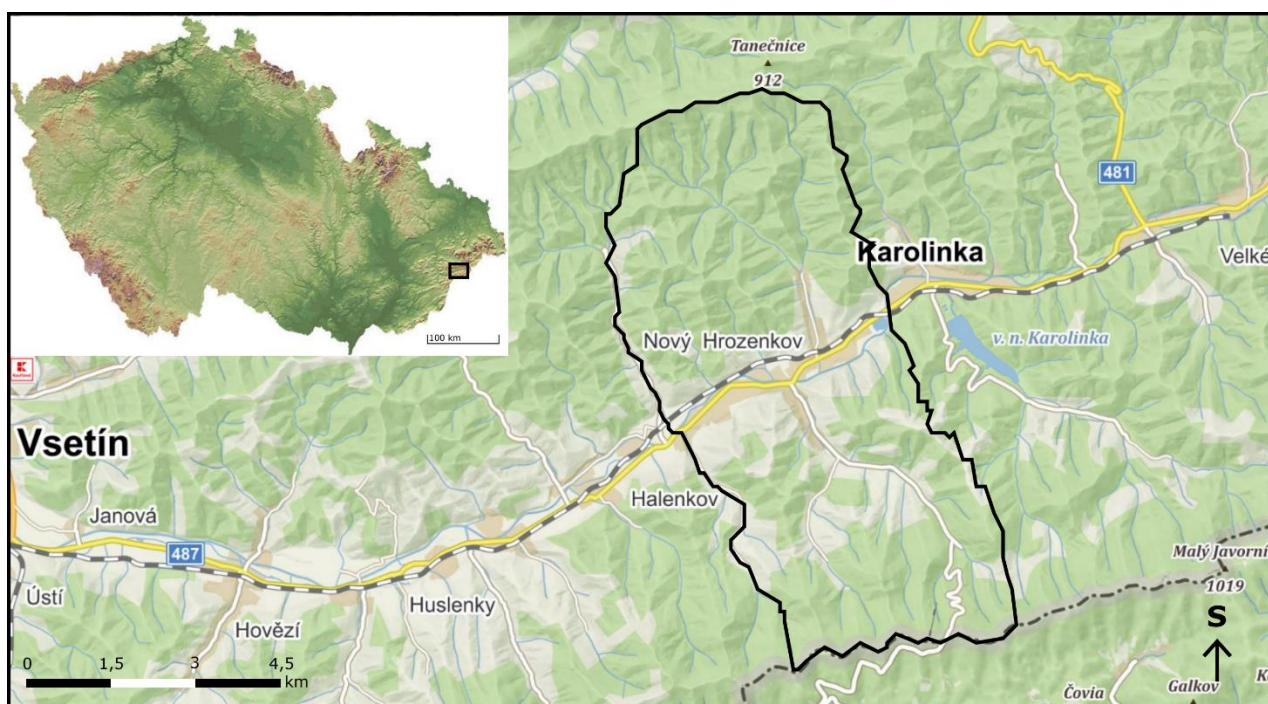 Tanečnice
912
481
100 km
Karolinka
Velké
Nový Hrozenkov
v. n. Karolinka
Kaufland
Vsetín
Halenkov
Janová
487
Malý Javorní
1019
Ústí
Huslenky
Hovězí
S
0 1,5 3 4,5
km
Čovia
Galkov